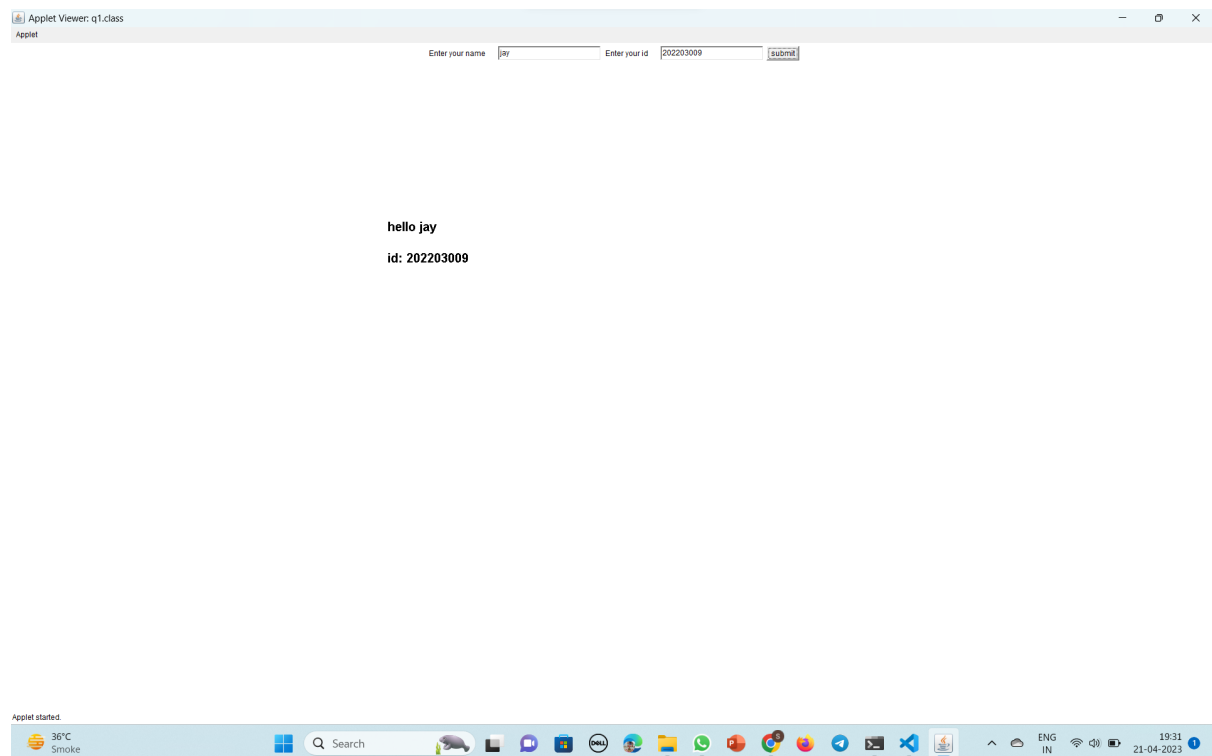 Applet Viewer: q1.class
Applet
Enter your name jay Enter your id 202203009 submit
hello jay
id: 202203009
Applet started.
36°C
Smoke
Search
DELL
S
ENG
IN
19:31
21-04-2023
1